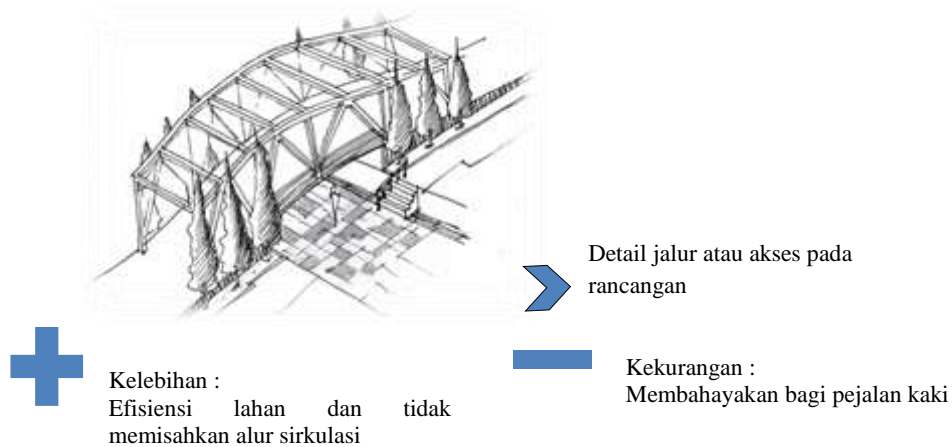 Detail jalur atau akses pada
rancangan
Kelebihan :
Efisiensi lahan dan tidak
memisahkan alur sirkulasi
Kekurangan :
Membahayakan bagi pejalan kaki